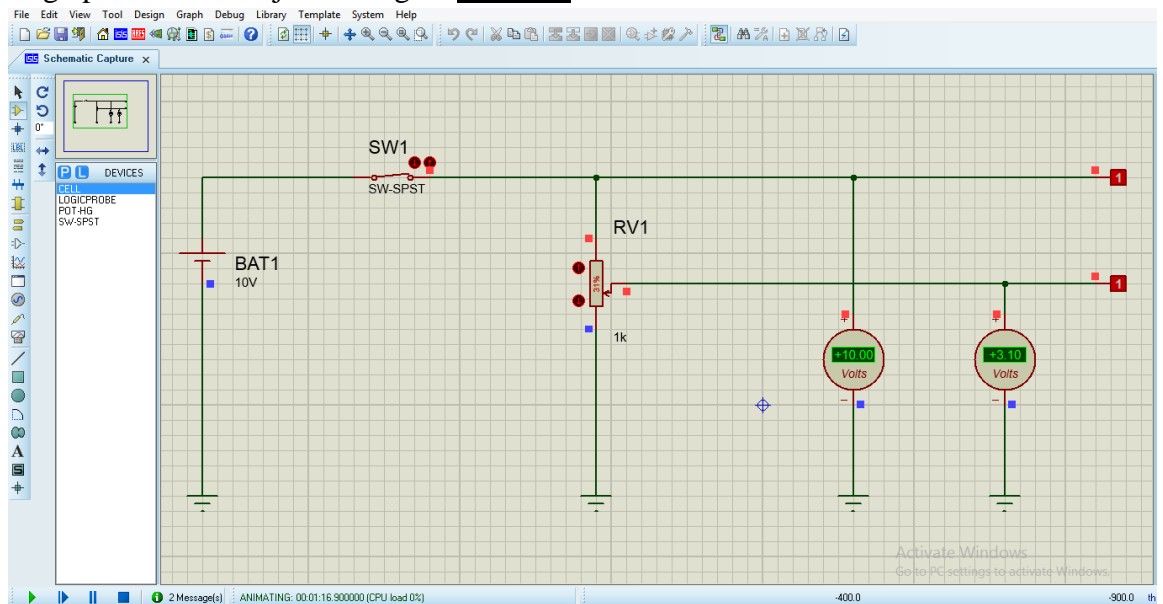 File Edit View Tool Design Graph Debug Library Template System Help
Schematic Capture
0°
P L DEVICES
CELL
LOGICPROBE
POT-HG
SW-SPST
SW1
SW-SPST
1
RV1
BAT1
10V
31%
1
1k
+10.00
Volts
+3.10
Volts
Activate Windows
Go to PC settings to activate Windows.
2 Message(s)
ANIMATING: 00:01:16.900000 (CPU load 0%)
-400.0
-900.0
th